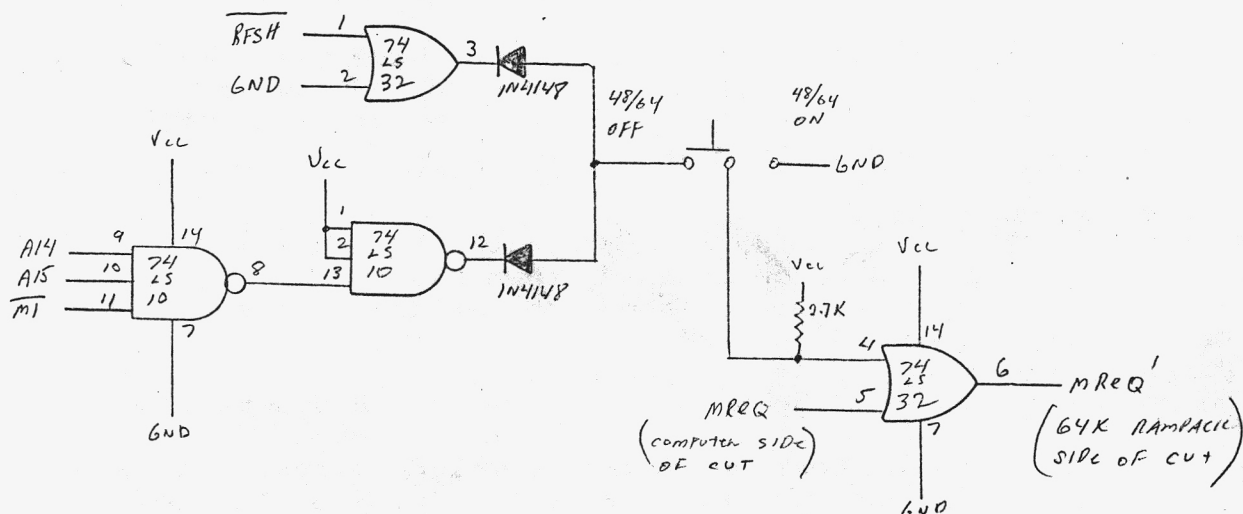 RFSH
1
74
LS
32
3
GND
2
1N4148
48/64
OFF
48/64
ON
GND
Vcc
Vcc
A14
9
14
A15
10
74
LS
10
8
M1
11
7
GND
1
2
13
74
LS
10
12
1N4148
Vcc
2.7K
Vcc
4
14
74
LS
32
6
MREQ'
MREQ
5
7
(COMPUTER SIDE
OF CUT)
(64K RAMPACK
SIDE OF CUT)
GND